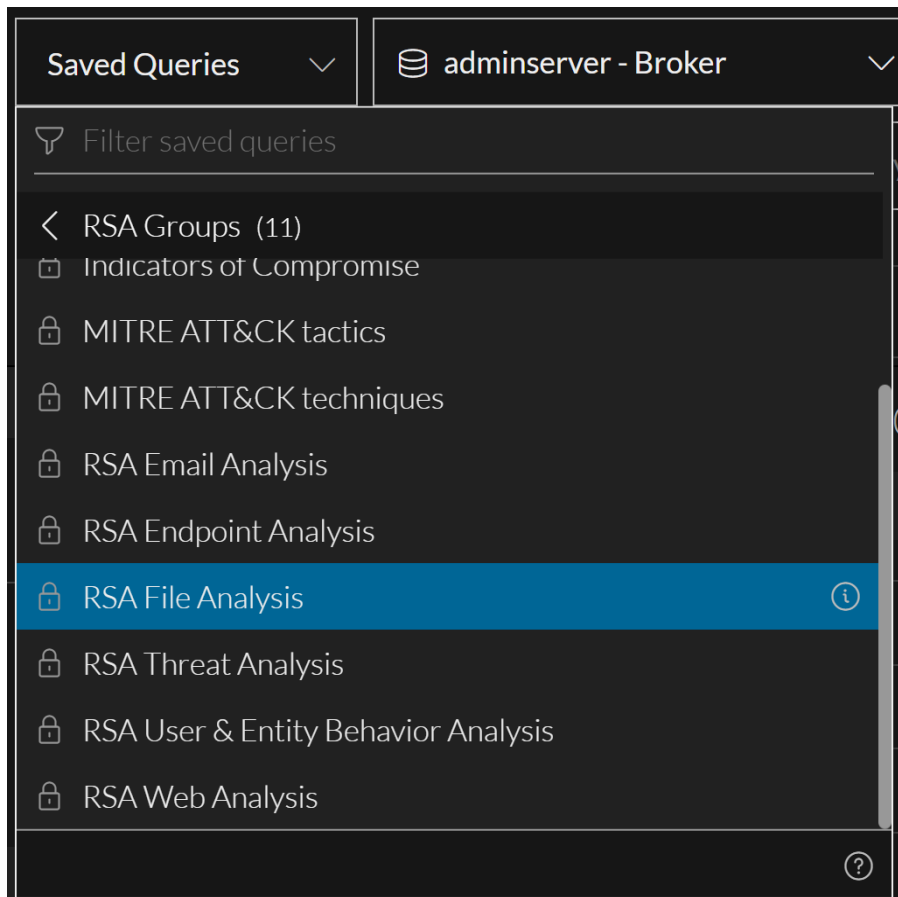 Saved Queries
adminserver - Broker
Filter saved queries
RSA Groups (11)
Indicators of Compromise
MITRE ATT&CK tactics
MITRE ATT&CK techniques
RSA Email Analysis
RSA Endpoint Analysis
RSA File Analysis
RSA Threat Analysis
RSA User & Entity Behavior Analysis
RSA Web Analysis